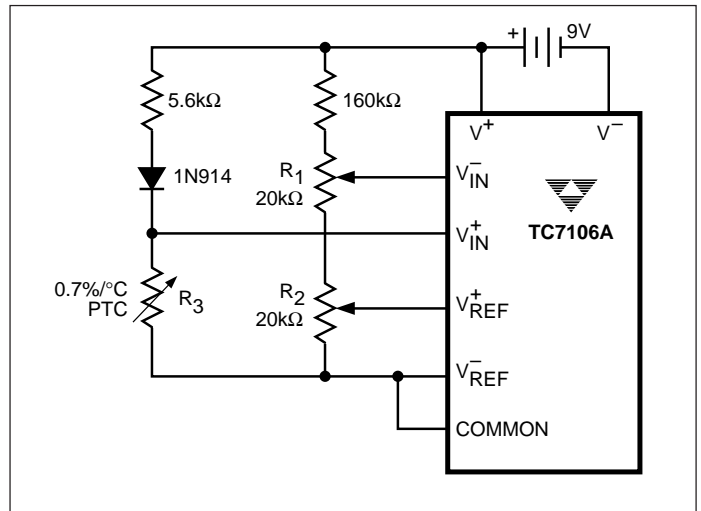 + 9V
5.6kΩ
160kΩ
V+ V−
1N914
R1
20kΩ
V−IN
V+IN
TC7106A
0.7%/°C
PTC
R3
R2
20kΩ
V+REF
V−REF
COMMON